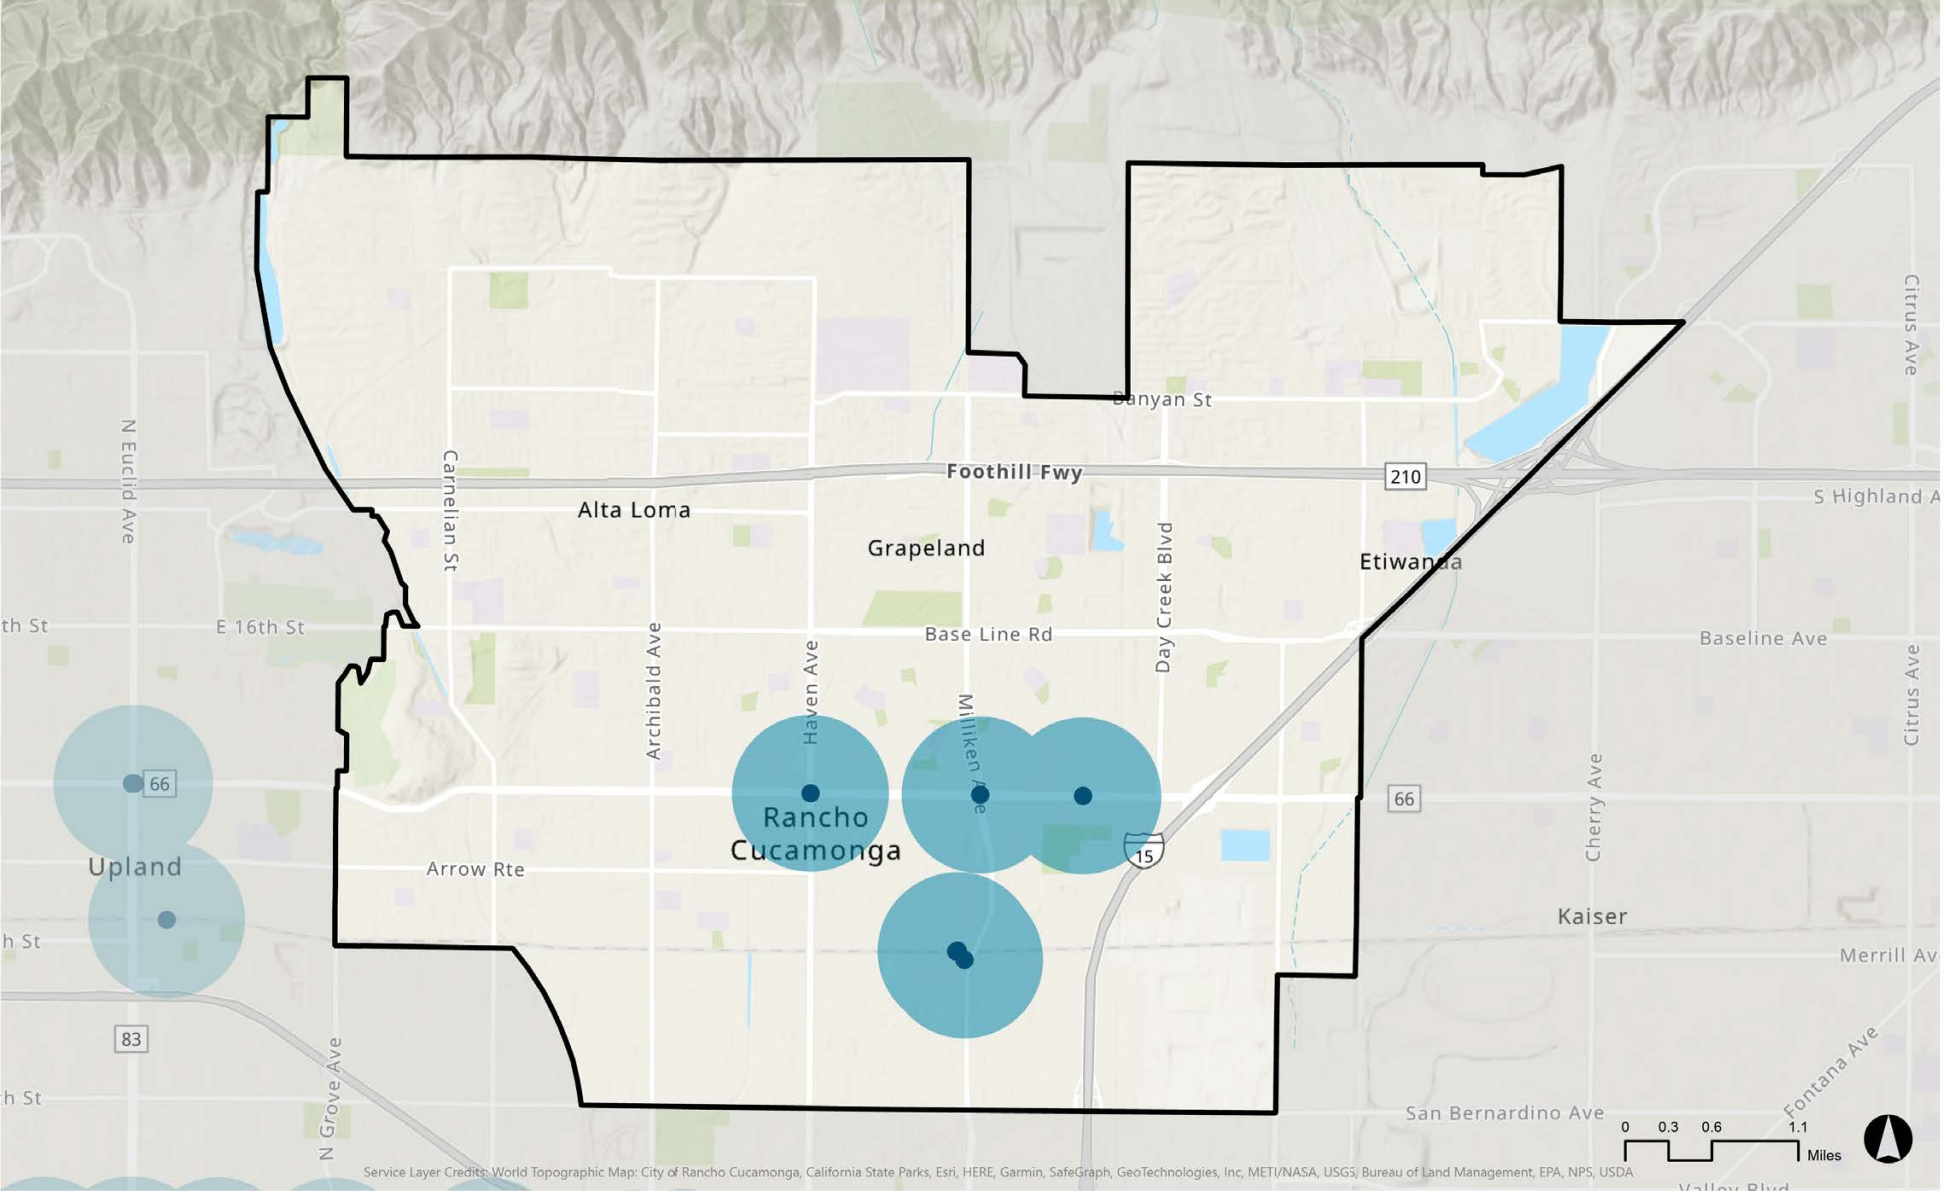 Citrus Ave
Banyan St
N Euclid Ave
Carnelian St
Foothill Fwy
210
S Highland A
Alta Loma
Grapeland
Day Creek Blvd
Etiwanda
th St
E 16th St
Base Line Rd
Baseline Ave
Archibald Ave
Haven Ave
Milliken Ave
Citrus Ave
66
66
Cherry Ave
Rancho
Cucamonga
15
Upland
Arrow Rte
Kaiser
h St
Merrill Av
83
N Grove Ave
Fontana Ave
h St
San Bernardino Ave
0 0.3 0.6 1.1
Miles
Service Layer Credits: World Topographic Map: City of Rancho Cucamonga, California State Parks, Esri, HERE, Garmin, SafeGraph, GeoTechnologies, Inc, METI/NASA, USGS, Bureau of Land Management, EPA, NPS, USDA
Valley Blvd